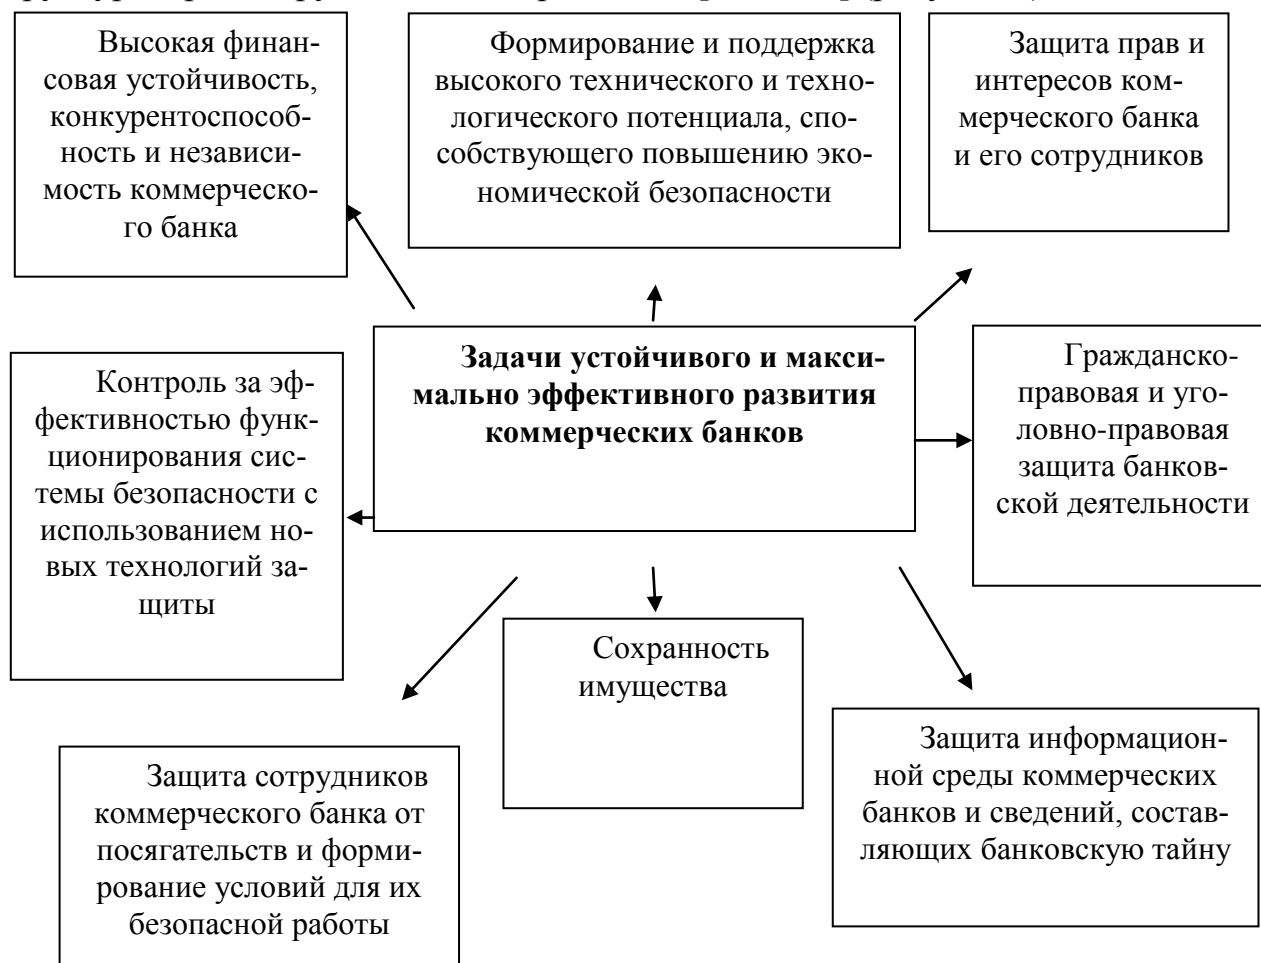 Высокая финан-
совая устойчивость,
конкурентоспособ-
ность и независи-
мость коммерческо-
го банка
Формирование и поддержка
высокого технического и техно-
логического потенциала, спо-
собствующего повышению эко-
номической безопасности
Защита прав и
интересов ком-
мерческого банка
и его сотрудников
Задачи устойчивого и макси-
мально эффективного развития
коммерческих банков
Контроль за эф-
фективностью функ-
ционирования сис-
темы безопасности с
использованием но-
вых технологий за-
щиты
Гражданско-
правовая и уго-
ловно-правовая
защита банков-
ской деятельности
Сохранность
имущества
Защита сотрудников
коммерческого банка от
посягательств и форми-
рование условий для их
безопасной работы
Защита информацион-
ной среды коммерческих
банков и сведений, состав-
ляющих банковскую тайну